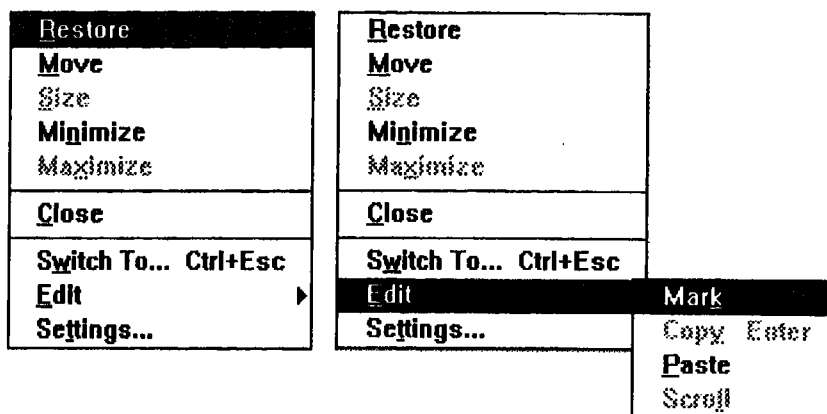 Restore
Move
Size
Minimize
Maximize
Close
Switch To... Ctrl+Esc
Edit
Settings...
Restore
Move
Size
Minimize
Maximize
Close
Switch To... Ctrl+Esc
Edit
Settings...
Mark
Copy Enter
Paste
Scroll